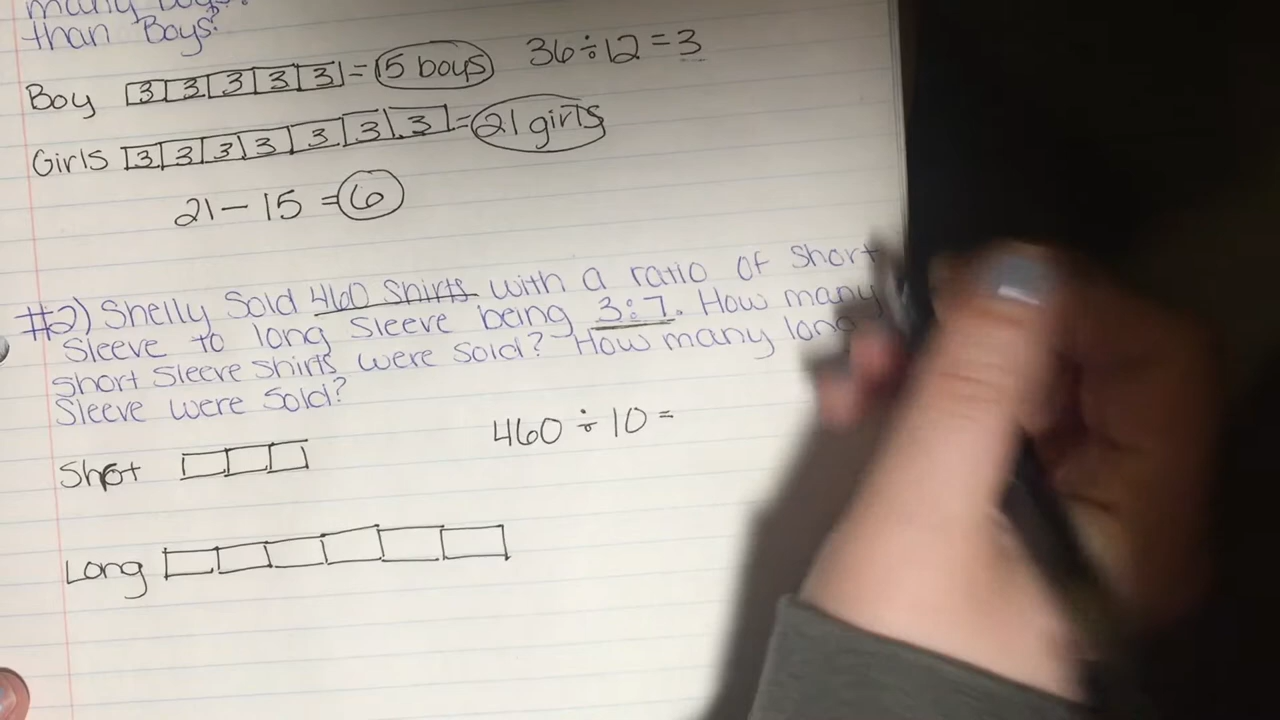 many
than Boys?
Boy 3 3 3 3 3 = 15 boys 36 ÷ 12 = 3
Girls 3 3 3 3 3 3 3 = 21 girls
21 - 15 = 6
#2) Shelly Sold 460 Shirts with a ratio of Short
Sleeve to long Sleeve being 3:7. How many
Short Sleeve Shirts were Sold? How many long
Sleeve were Sold?
460 ÷ 10 =
Short
Long